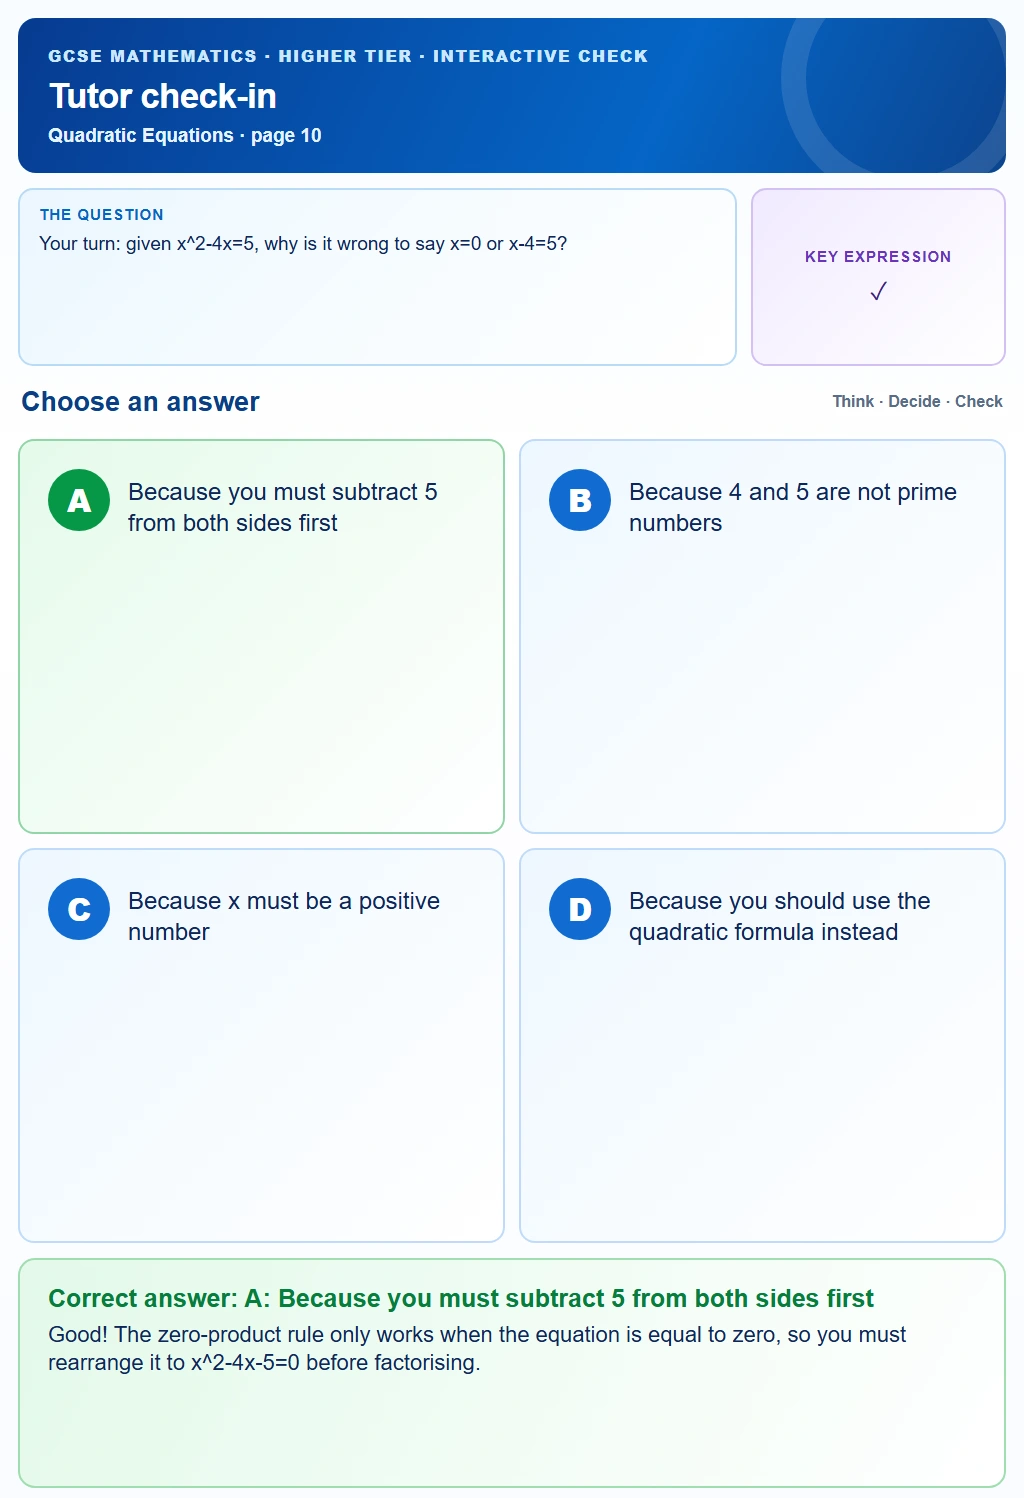 GCSE MATHEMATICS · HIGHER TIER · INTERACTIVE CHECK
Tutor check-in
Quadratic Equations · page 10
THE QUESTION
Your turn: given x^2-4x=5, why is it wrong to say x=0 or x-4=5?
KEY EXPRESSION
✓
Choose an answer
Think · Decide · Check
A
Because you must subtract 5
from both sides first
B
Because 4 and 5 are not prime
numbers
C
Because x must be a positive
number
D
Because you should use the
quadratic formula instead
Correct answer: A: Because you must subtract 5 from both sides first
Good! The zero-product rule only works when the equation is equal to zero, so you must
rearrange it to x^2-4x-5=0 before factorising.